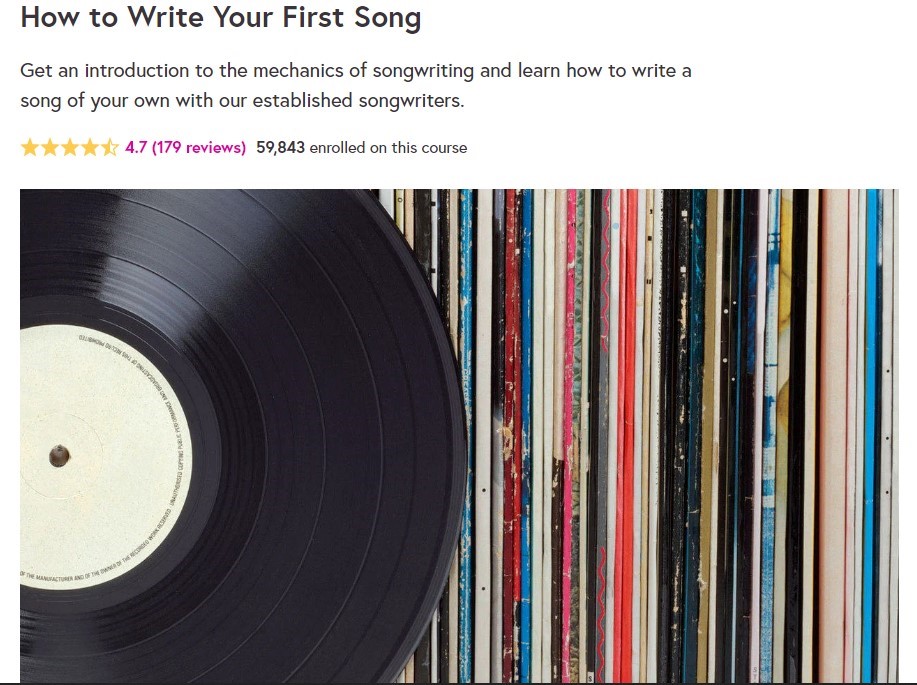 How to Write Your First Song
Get an introduction to the mechanics of songwriting and learn how to write a
song of your own with our established songwriters.
4.7 (179 reviews) 59,843 enrolled on this course
OF THE MANUFACTURER AND OF THE OWNER OF THE RECORDED WORK RESERVED. UNAUTHORISED COPYING PUBLIC PERFORMANCE AND BROADCASTING OF THIS RECORD PROHIBITED.